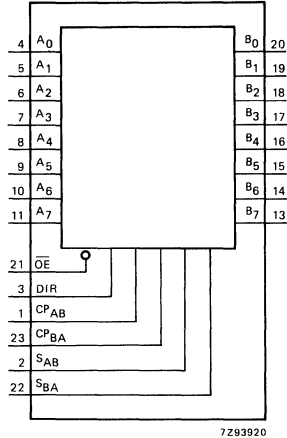 4 A0 B0 20
5 A1 B1 19
6 A2 B2 18
7 A3 B3 17
8 A4 B4 16
9 A5 B5 15
10 A6 B6 14
11 A7 B7 13
21 OE
3 DIR
1 CPAB
23 CPBA
2 SAB
22 SBA
7Z93920